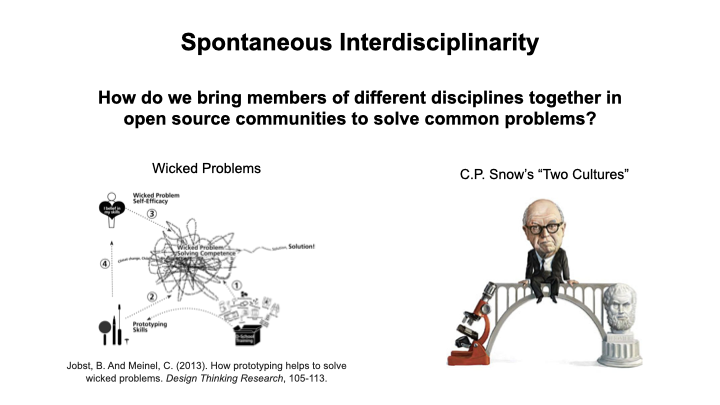 Spontaneous Interdisciplinarity
How do we bring members of different disciplines together in
open source communities to solve common problems?
Wicked Problems
C.P. Snow's “Two Cultures”
Wicked Problem
Self-Efficacy
I belief in
my skills
3
Wicked Problem
Solving Competence
Solution!
4
2
1
Prototyping
Skills
D-School
Training
Jobst, B. And Meinel, C. (2013). How prototyping helps to solve
wicked problems. Design Thinking Research, 105-113.